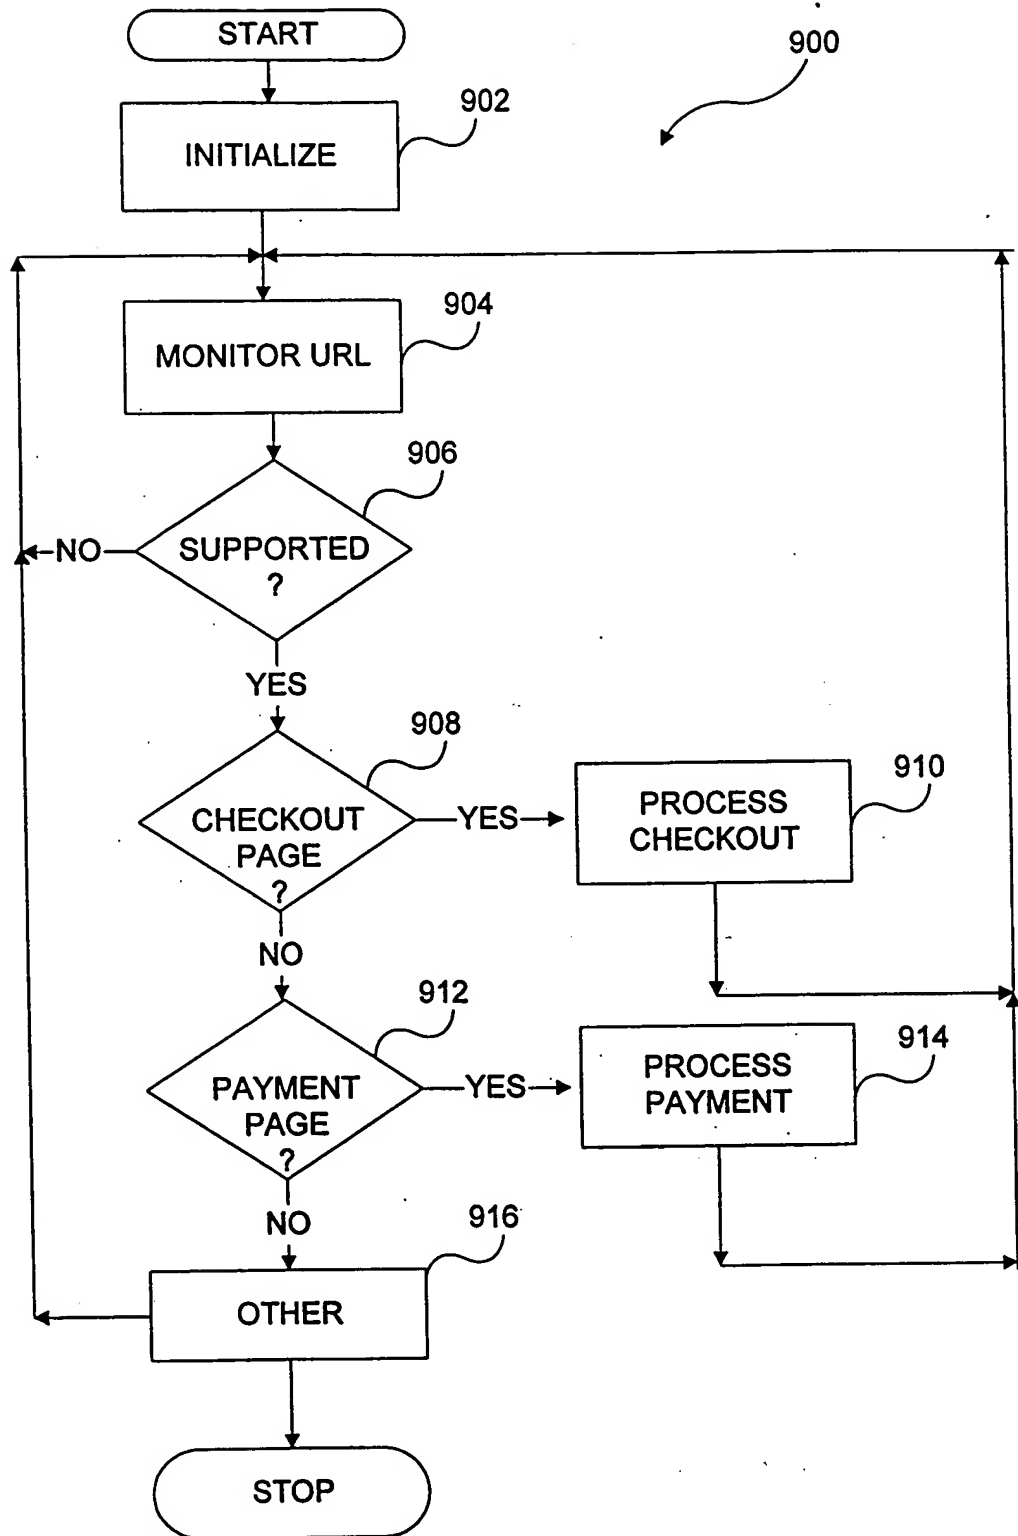 START
900
902
INITIALIZE
904
MONITOR URL
906
SUPPORTED
?
NO
YES
908
CHECKOUT
PAGE
?
YES
910
PROCESS
CHECKOUT
NO
912
PAYMENT
PAGE
?
YES
914
PROCESS
PAYMENT
NO
916
OTHER
STOP